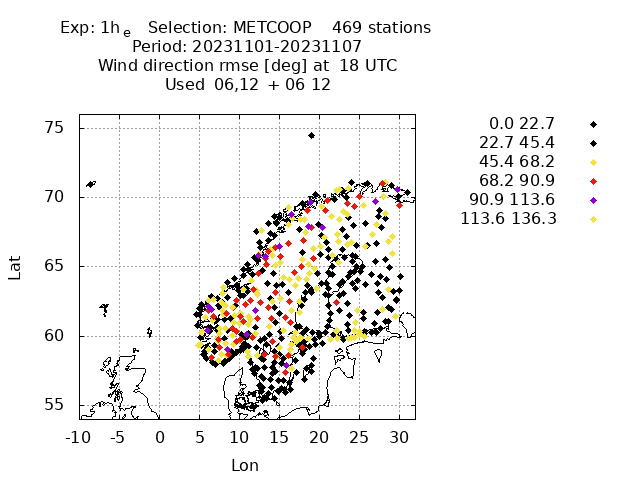 Exp: 1h e Selection: METCOOP 469 stations
Period: 20231101-20231107
Wind direction rmse [deg] at 18 UTC
Used 06,12 + 06 12
0.0 22.7
22.7 45.4
45.4 68.2
68.2 90.9
90.9 113.6
113.6 136.3
75
70
65
60
55
Lat
-10 -5 0 5 10 15 20 25 30
Lon